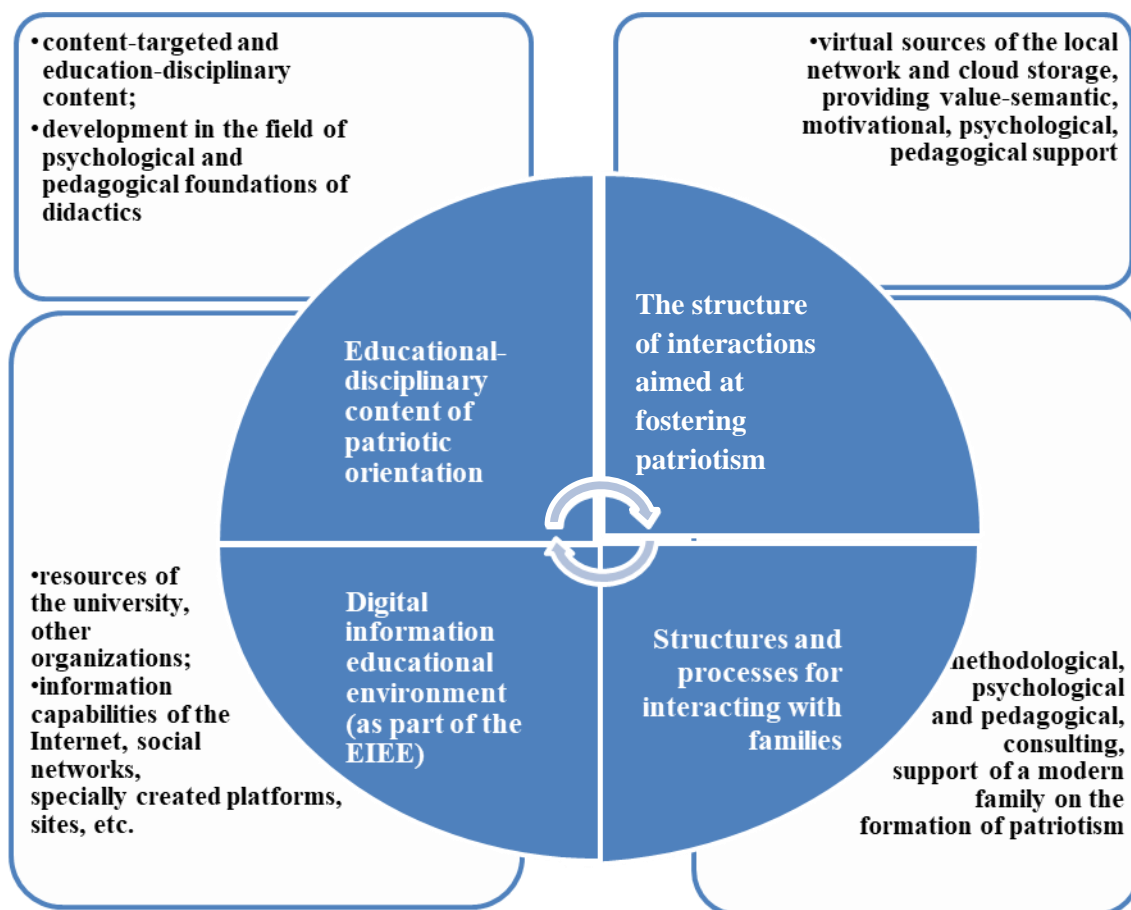 •content-targeted and
education-disciplinary
content;
•development in the field of
psychological and
pedagogical foundations of
didactics
•virtual sources of the local
network and cloud storage,
providing value-semantic,
motivational, psychological,
pedagogical support
Educational-
disciplinary
content of
patriotic
orientation
The structure
of interactions
aimed at
fostering
patriotism
•resources of
the university,
other
organizations;
•information
capabilities of the
Internet, social
networks,
specially created platforms,
sites, etc.
Digital
information
educational
environment
(as part of the
EIEE)
Structures and
processes for
interacting with
families
psychological
and pedagogical,
consulting,
support of a modern
family on the
formation of patriotism